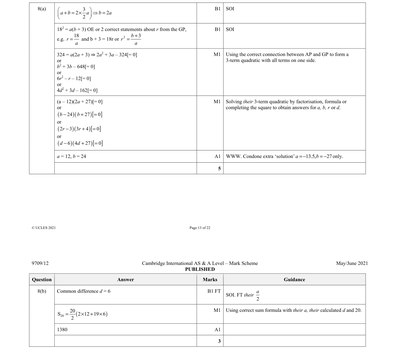 8(a)
(a + b = 2 × 3/2 a) ⇒ b = 2a
B1 SOI
18² = a(b + 3) OE or 2 correct statements about r from the GP,
e.g. r = 18/a and b + 3 = 18r or r² = (b + 3)/a
B1 SOI
324 = a(2a + 3) ⇒ 2a² + 3a − 324[= 0]
or
b² + 3b − 648[= 0]
or
6r² − r − 12[= 0]
or
4d² + 3d − 162[= 0]
M1 Using the correct connection between AP and GP to form a
3-term quadratic with all terms on one side.
(a − 12)(2a + 27)[= 0]
or
(b − 24)(b + 27)[= 0]
or
(2r − 3)(3r + 4)[= 0]
or
(d − 6)(4d + 27)[= 0]
M1 Solving their 3-term quadratic by factorisation, formula or
completing the square to obtain answers for a, b, r or d.
a = 12, b = 24
A1 WWW. Condone extra ‘solution’ a = −13.5, b = −27 only.
5
© UCLES 2021 Page 15 of 22
9709/12 Cambridge International AS & A Level – Mark Scheme May/June 2021
PUBLISHED
Question Answer Marks Guidance
8(b) Common difference d = 6 B1 FT SOI. FT their a/2
S₂₀ = 20/2 (2×12+19×6) M1 Using correct sum formula with their a, their calculated d and 20.
1380 A1
3